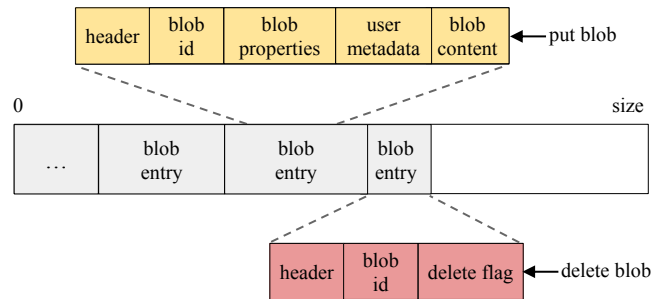 header
blob
id
blob
properties
user
metadata
blob
content
put blob
0
size
...
blob
entry
blob
entry
blob
entry
header
blob
id
delete flag
delete blob